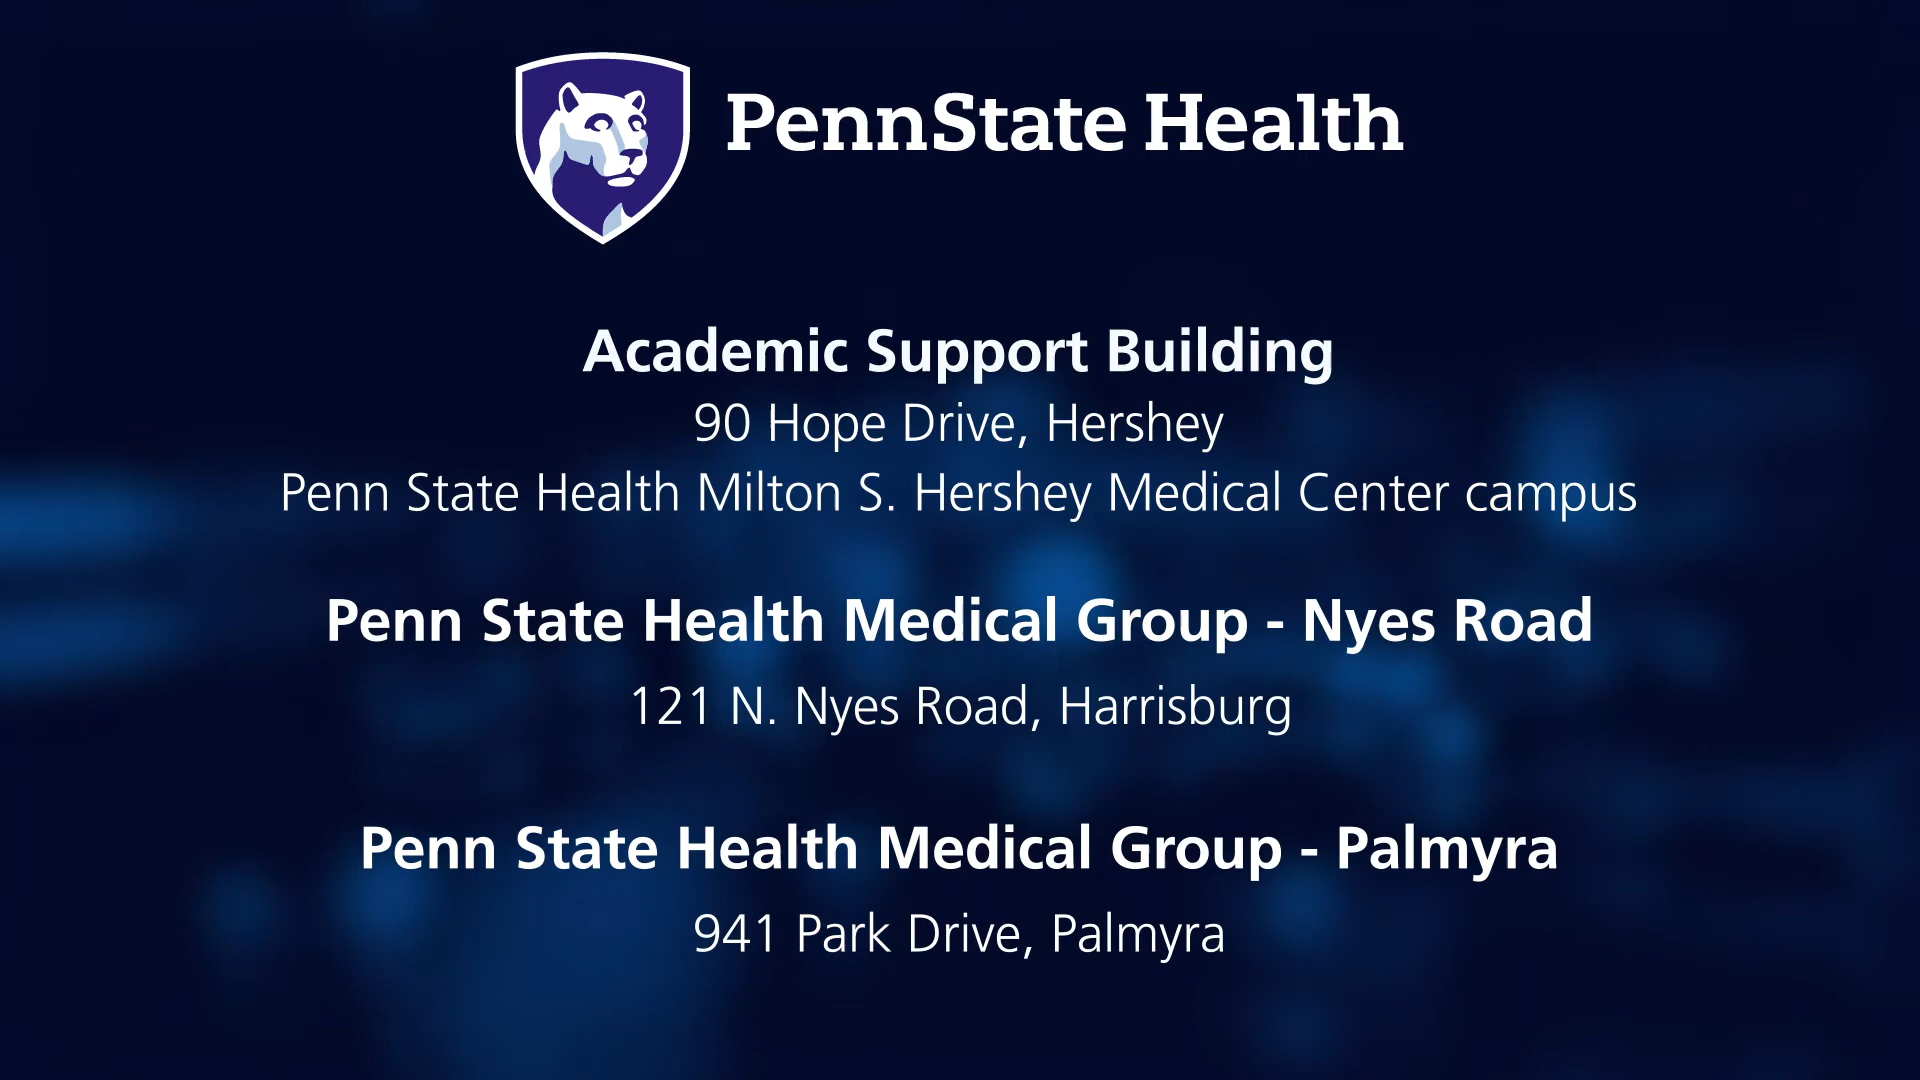 PennState Health
Academic Support Building
90 Hope Drive, Hershey
Penn State Health Milton S. Hershey Medical Center campus
Penn State Health Medical Group - Nyes Road
121 N. Nyes Road, Harrisburg
Penn State Health Medical Group - Palmyra
941 Park Drive, Palmyra